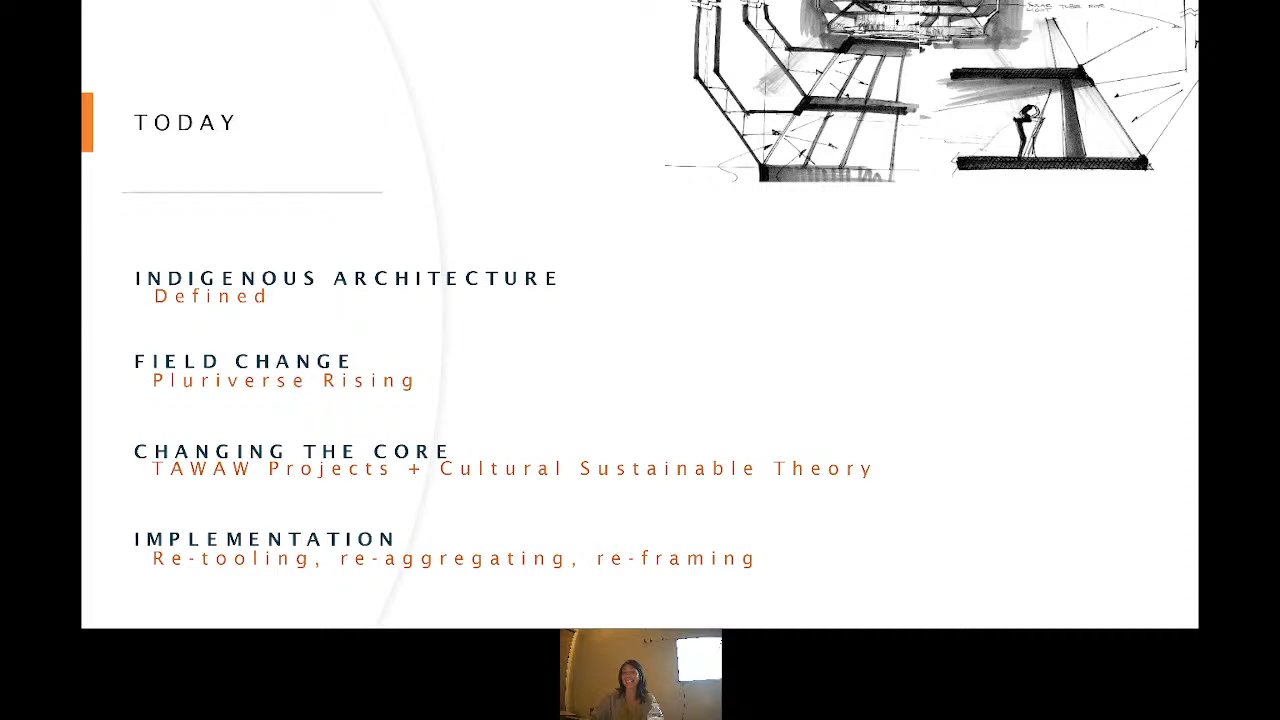 TODAY
INDIGENOUS ARCHITECTURE
Defined
FIELD CHANGE
Pluriverse Rising
CHANGING THE CORE
TAWAW Projects + Cultural Sustainable Theory
IMPLEMENTATION
Re-tooling, re-aggregating, re-framing